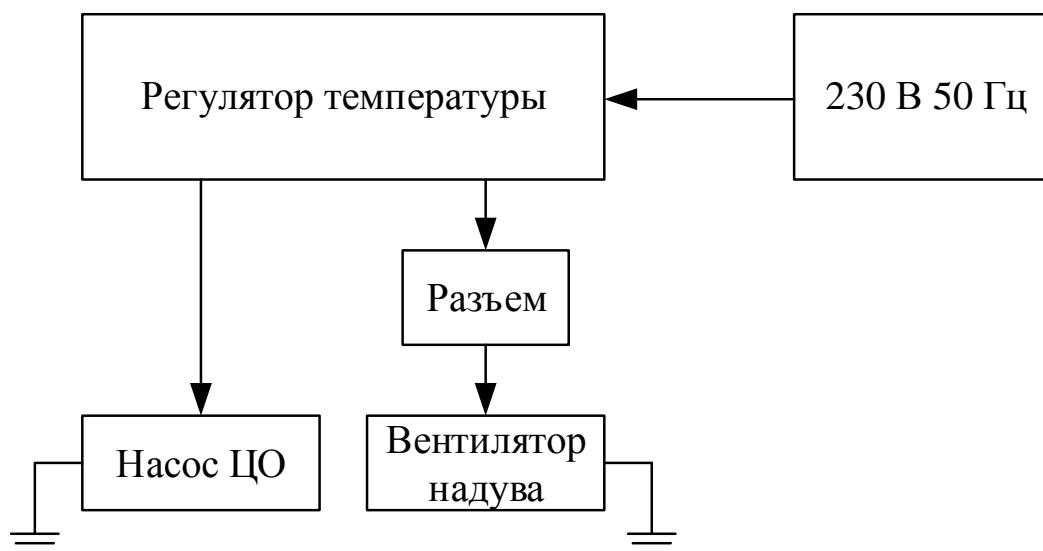 Регулятор температуры
230 В 50 Гц
Разъем
Насос ЦО
Вентилятор
надува